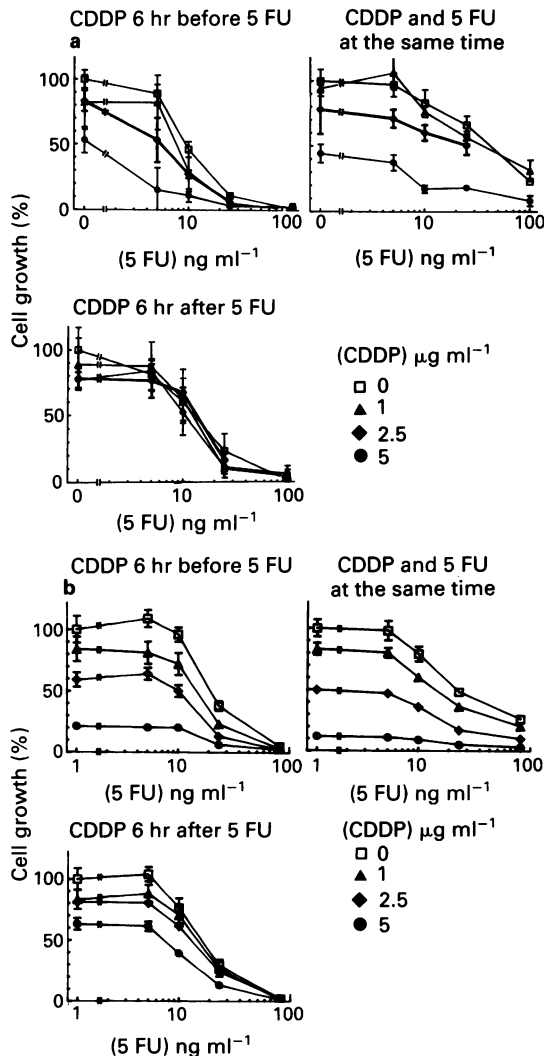 CDDP 6 hr before 5 FU
CDDP and 5 FU
at the same time
a
100
50
0
0
10
100
0
10
100
(5 FU) ng ml⁻¹
(5 FU) ng ml⁻¹
Cell growth (%)
CDDP 6 hr after 5 FU
100
50
0
0
10
100
(5 FU) ng ml⁻¹
(CDDP) μg ml⁻¹
0
1
2.5
5
CDDP 6 hr before 5 FU
CDDP and 5 FU
at the same time
b
100
50
0
1
10
100
1
10
100
(5 FU) ng ml⁻¹
(5 FU) ng ml⁻¹
Cell growth (%)
CDDP 6 hr after 5 FU
100
50
0
1
10
100
(5 FU) ng ml⁻¹
(CDDP) μg ml⁻¹
0
1
2.5
5